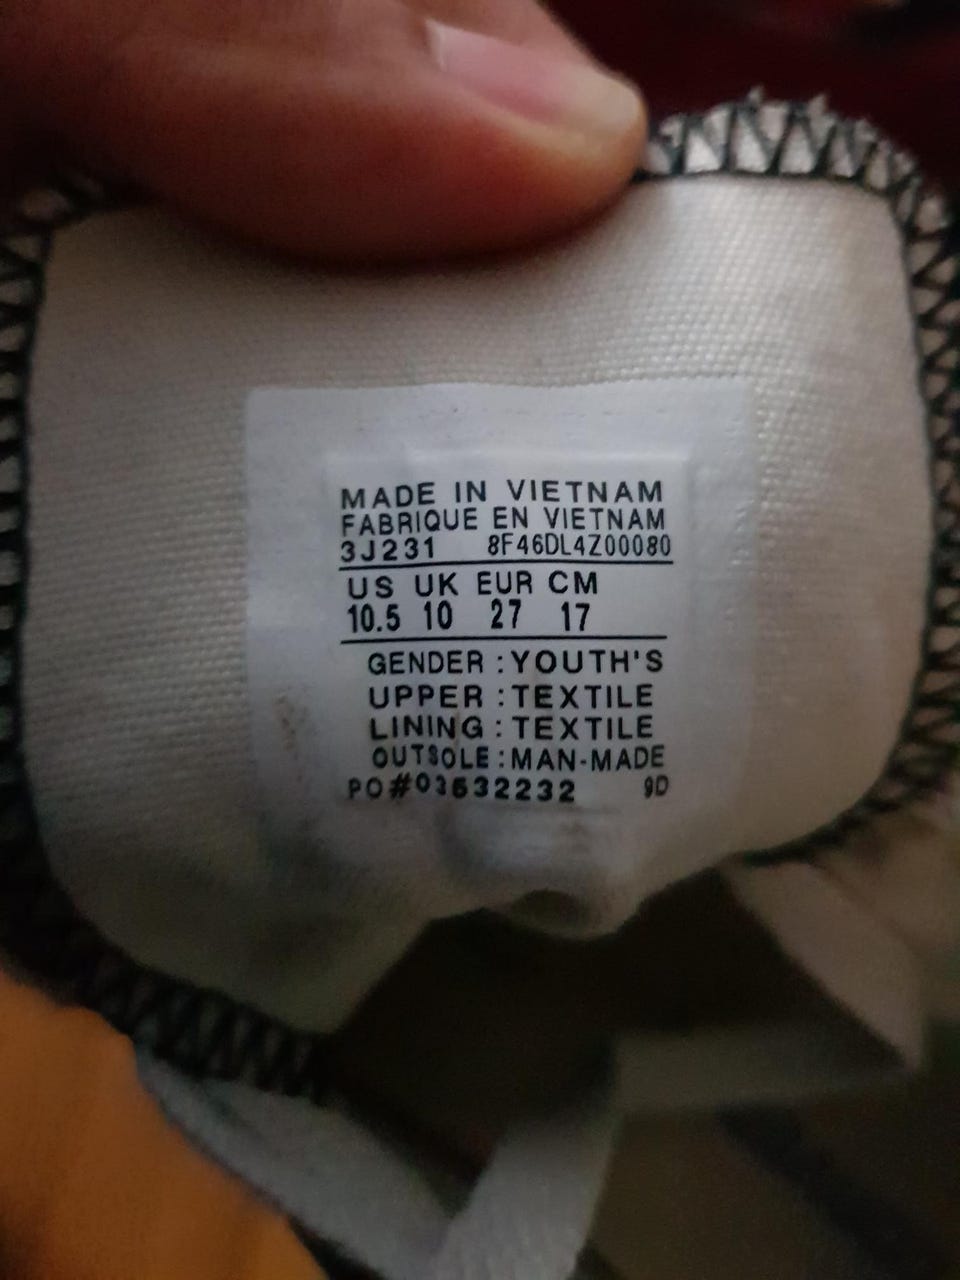 MADE IN VIETNAM
FABRIQUE EN VIETNAM
3J231 8F46DL4Z00080
US UK EUR CM
10.5 10 27 17
GENDER : YOUTH'S
UPPER : TEXTILE
LINING : TEXTILE
OUTSOLE : MAN-MADE
PO#03632232 9D